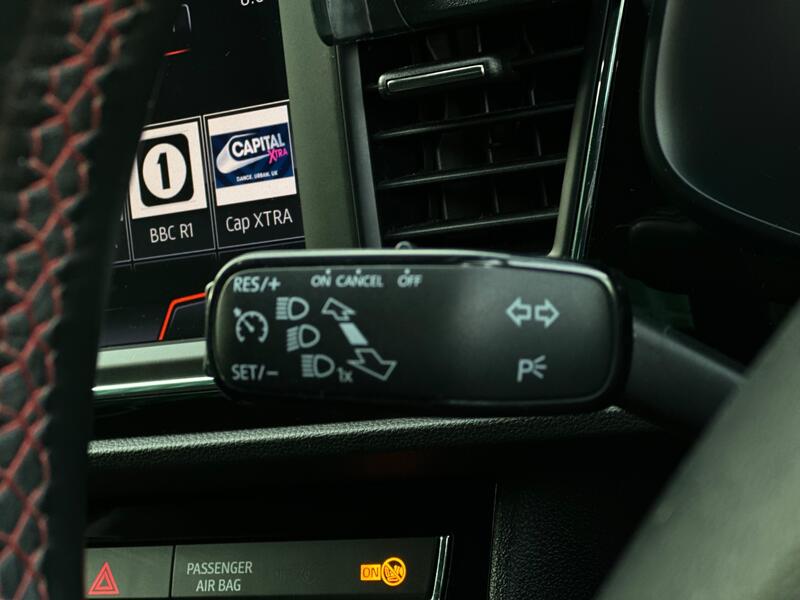 1
CAPITAL
XTRA
DANCE. URBAN. UK
BBC R1
Cap XTRA
RES/+
ON CANCEL OFF
SET/-
1x
P
PASSENGER
AIR BAG
ON